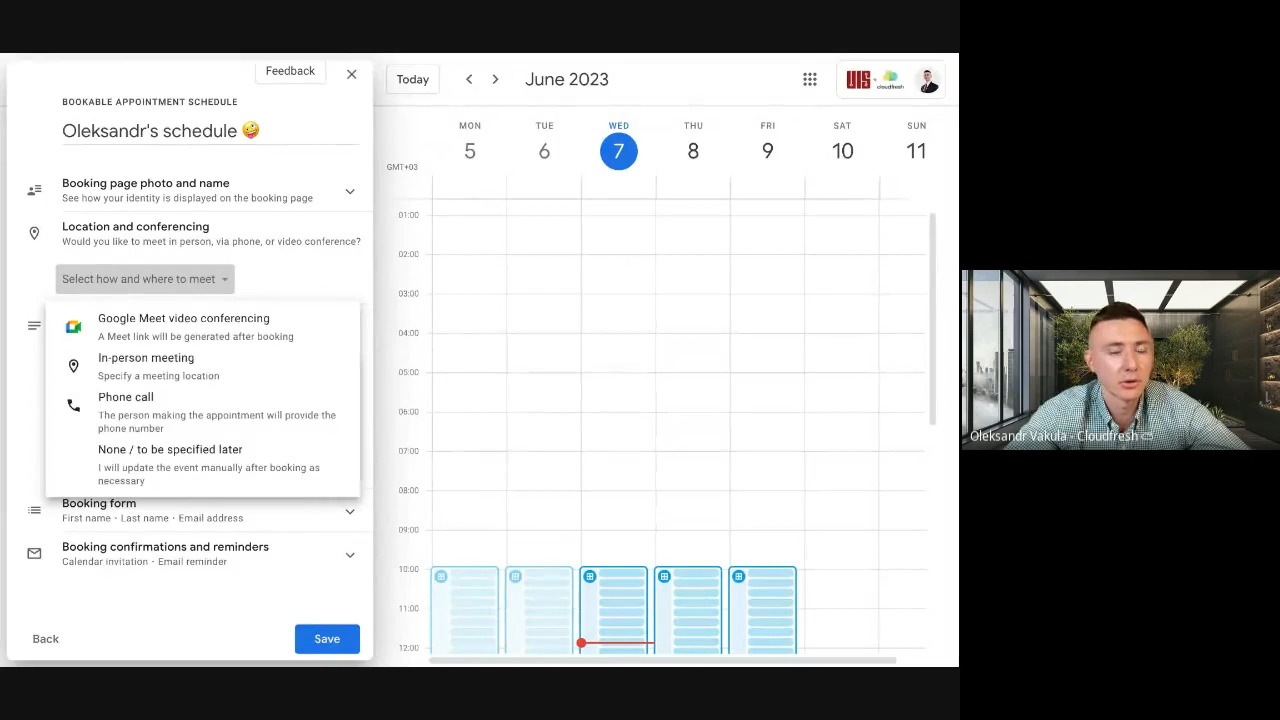 Feedback
BOOKABLE APPOINTMENT SCHEDULE
Oleksandr's schedule 🤪
Booking page photo and name
See how your identity is displayed on the booking page
Location and conferencing
Would you like to meet in person, via phone, or video conference?
Select how and where to meet
Google Meet video conferencing
A Meet link will be generated after booking
In-person meeting
Specify a meeting location
Phone call
The person making the appointment will provide the
phone number
None / to be specified later
I will update the event manually after booking as
necessary
Booking form
First name · Last name · Email address
Booking confirmations and reminders
Calendar invitation · Email reminder
Back
Save
Today
June 2023
cloudfresh
MON TUE WED THU FRI SAT SUN
5 6 7 8 9 10 11
GMT+03
01:00
02:00
03:00
04:00
05:00
06:00
07:00
08:00
09:00
10:00
11:00
12:00
Oleksandr Vakula - Cloudfresh